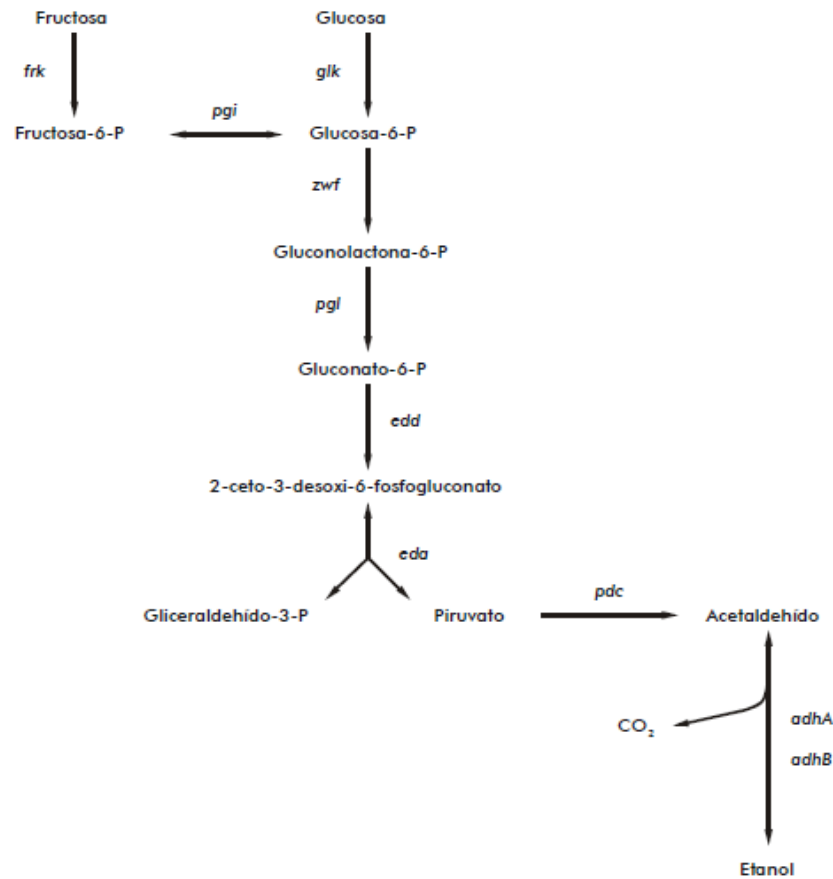 Fructosa
Glucosa
frk
glk
pgi
Fructosa-6-P
Glucosa-6-P
zwf
Gluconolactona-6-P
pgl
Gluconato-6-P
edd
2-ceto-3-desoxi-6-fosfogluconato
eda
pdc
Gliceraldehído-3-P
Piruvato
Acetaldehído
CO₂
adhA
adhB
Etanol